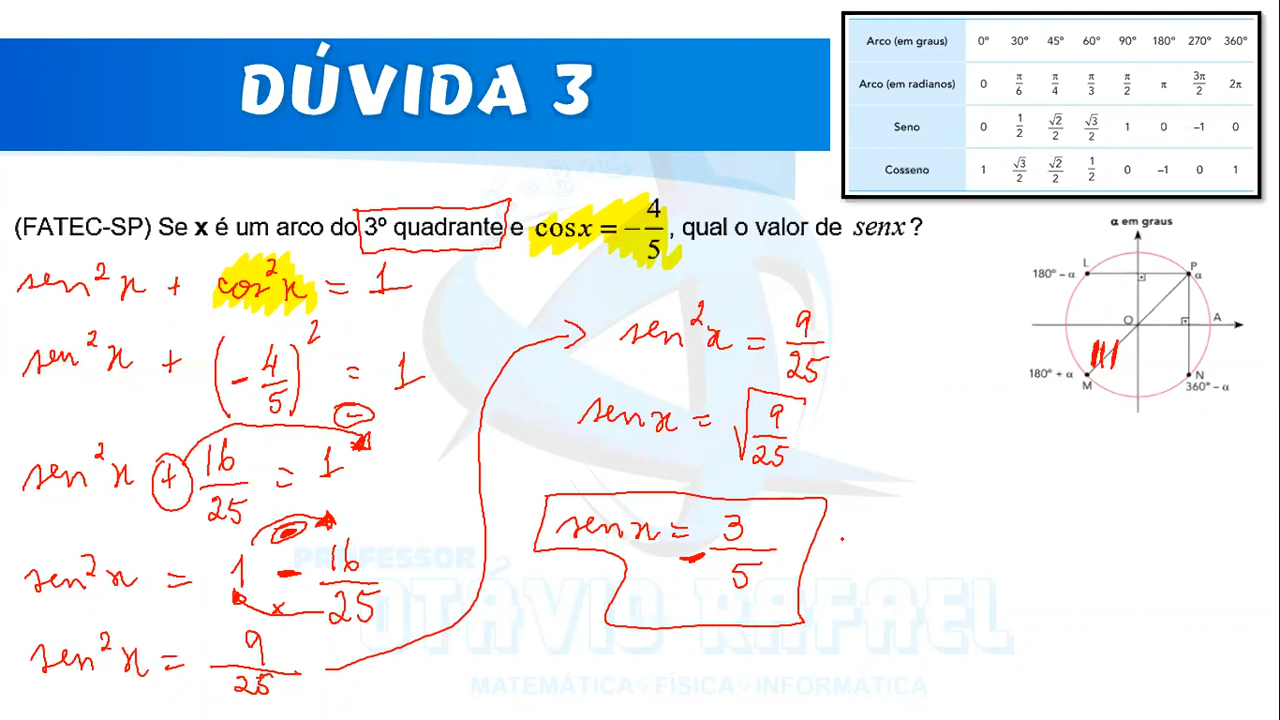 DÚVIDA 3
Arco (em graus) 0° 30° 45° 60° 90° 180° 270° 360°
Arco (em radianos) 0 π/6 π/4 π/3 π/2 π 3π/2 2π
Seno 0 1/2 √2/2 √3/2 1 0 –1 0
Cosseno 1 √3/2 √2/2 1/2 0 –1 0 1
(FATEC-SP) Se x é um arco do 3º quadrante e cos x = −4/5, qual o valor de senx?
sen²x + cos²x = 1
sen²x + (−4/5)² = 1
−
sen²x + 16/25 = 1
sen²x = 1 − 16/25
x
sen²x = 9/25
sen²x = 9/25
senx = √9/25
senx = −3/5
α em graus
L
P
180° – α
α
O
A
III
180° + α
M
N
360° – α
PROFESSOR
OTÁVIO RAFAEL
MATEMÁTICA FÍSICA INFORMÁTICA